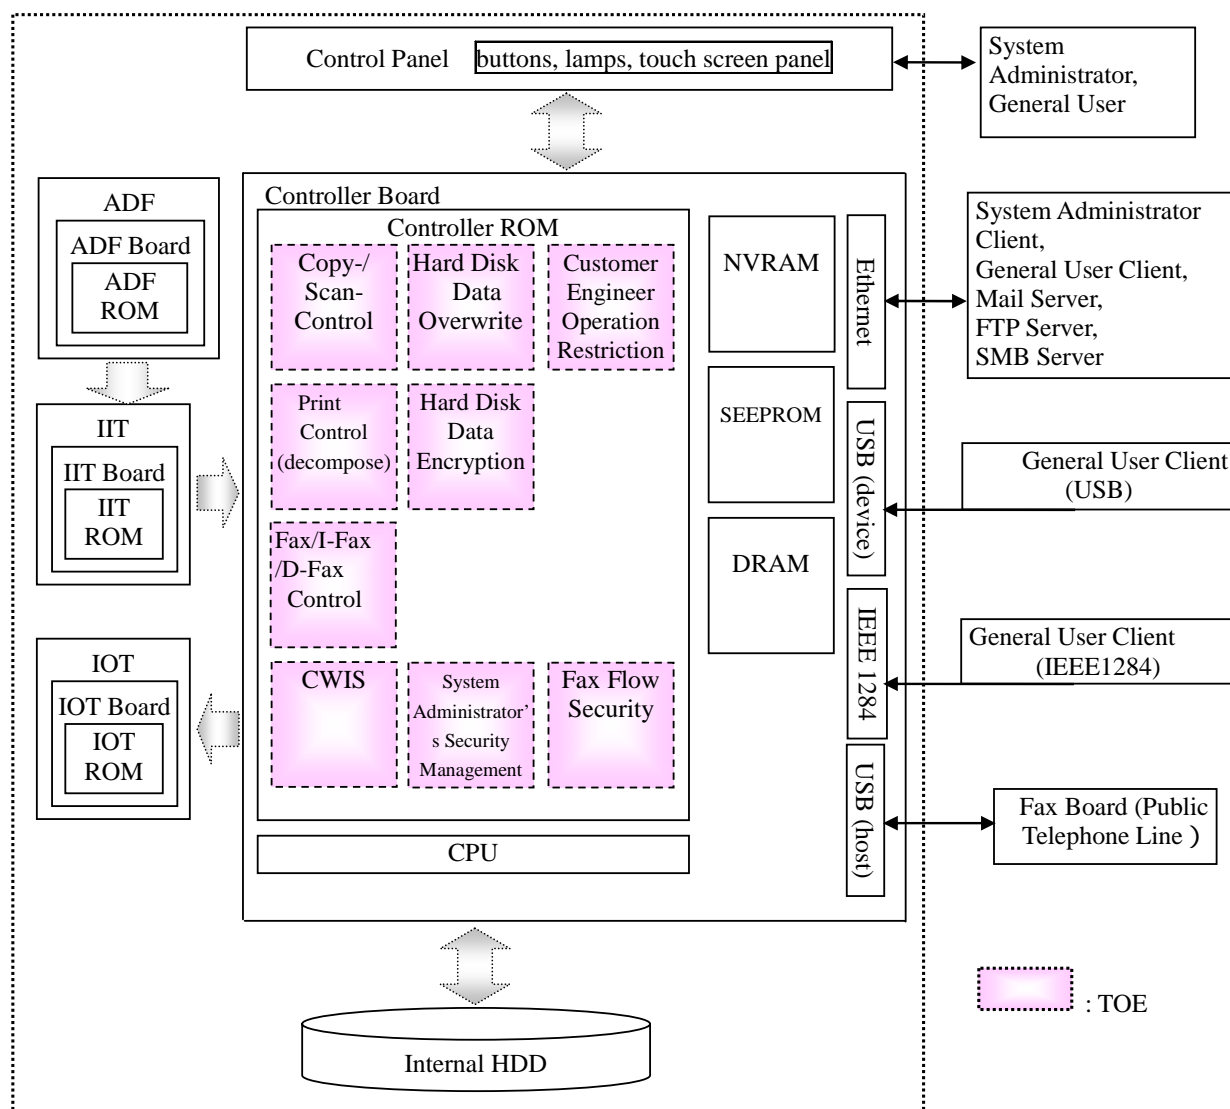 Control Panel
buttons, lamps, touch screen panel
System
Administrator,
General User
ADF
ADF Board
ADF
ROM
IIT
IIT Board
IIT
ROM
IOT
IOT Board
IOT
ROM
Controller Board
Controller ROM
Copy-/
Scan-
Control
Hard Disk
Data
Overwrite
Customer
Engineer
Operation
Restriction
Print
Control
(decompose)
Hard Disk
Data
Encryption
Fax/I-Fax
/D-Fax
Control
CWIS
System
Administrator’
s Security
Management
Fax Flow
Security
CPU
NVRAM
SEEPROM
DRAM
Ethernet
USB (device)
IEEE 1284
USB (host)
System Administrator
Client,
General User Client,
Mail Server,
FTP Server,
SMB Server
General User Client
(USB)
General User Client
(IEEE1284)
Fax Board (Public
Telephone Line )
Internal HDD
: TOE